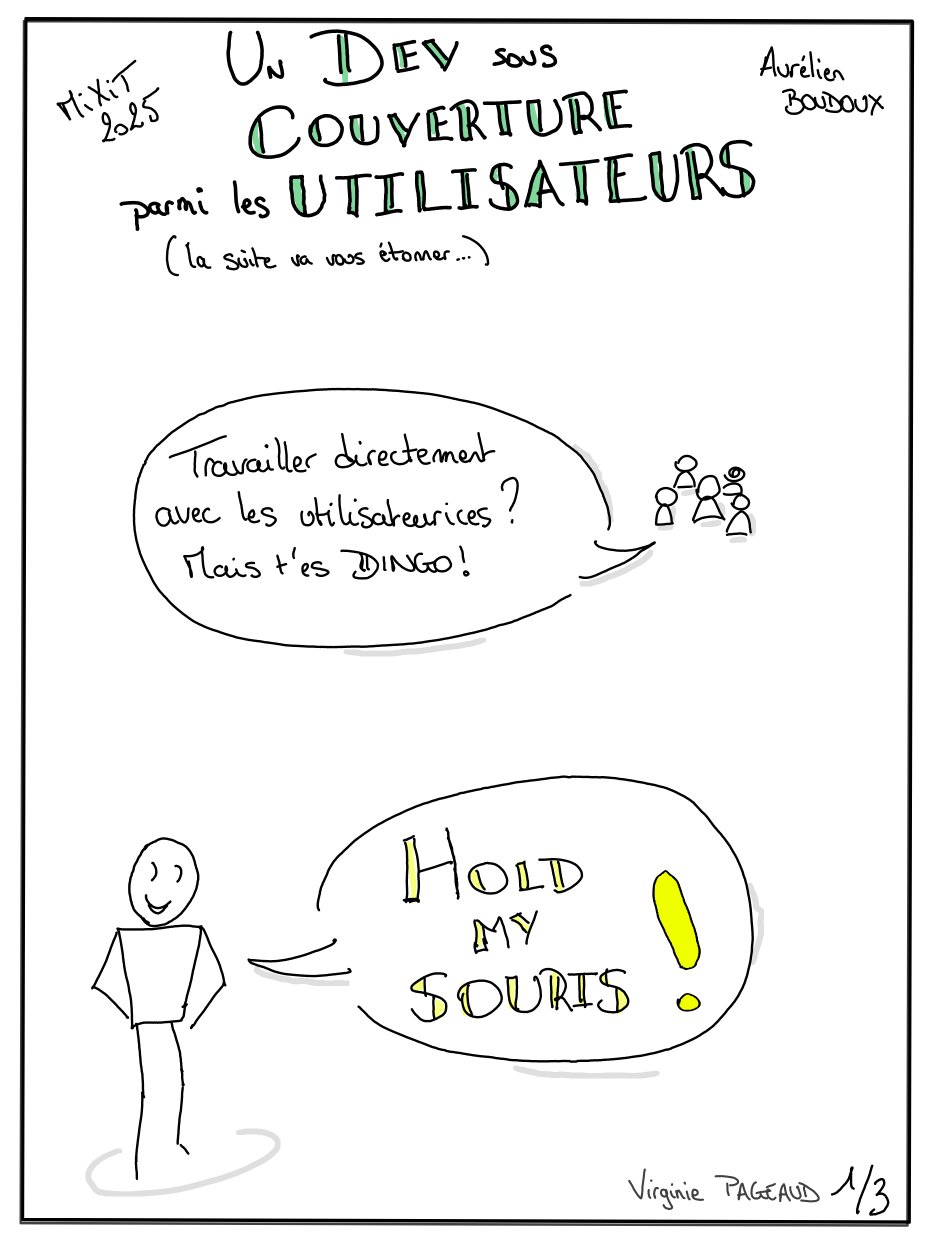 MiXiT
2025
Un DEV sous
COUVERTURE
parmi les UTILISATEURS
(la suite va vous étonner...)
Aurélien
BOUDOUX
Travailler directement
avec les utilisateurices ?
Mais t'es DINGO !
HOLD
MY
SOURIS !
Virginie PAGEAUD 1/3